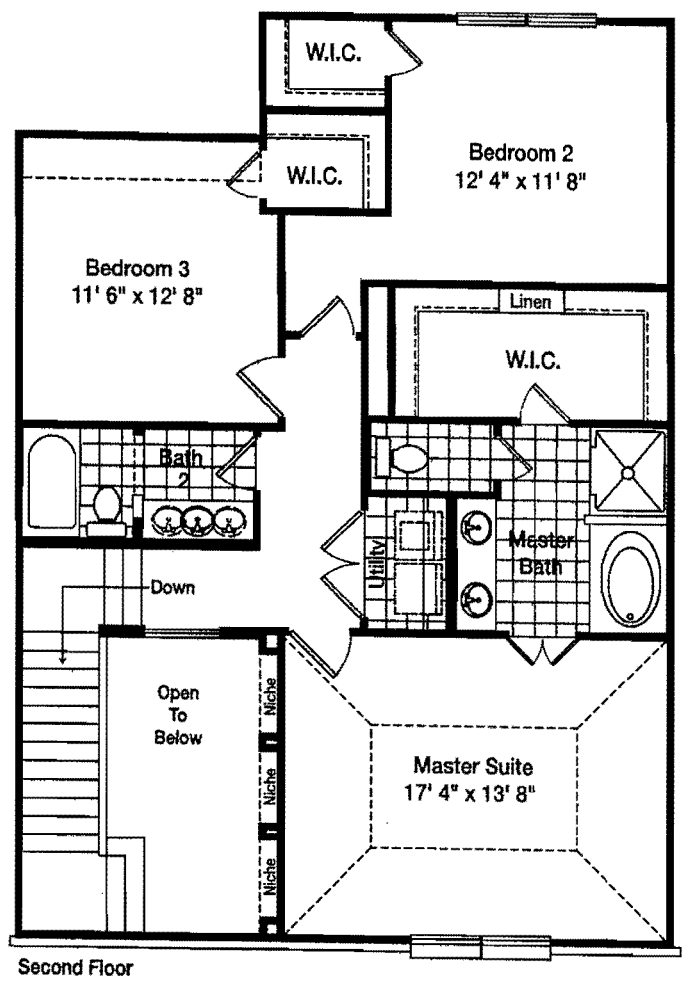 W.I.C.
W.I.C.
Bedroom 2
12' 4" x 11' 8"
Bedroom 3
11' 6" x 12' 8"
Linen
W.I.C.
Bath
2
Utility
Master
Bath
Down
Open
To
Below
Niche
Niche
Niche
Master Suite
17' 4" x 13' 8"
Second Floor